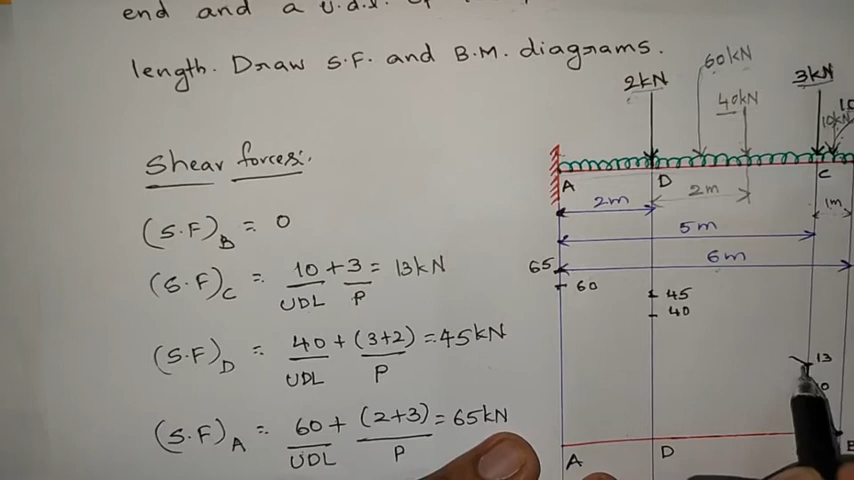 end and a U.d.l. of
length. Draw S.F. and B.M. diagrams.
Shear forces:
(S.F)B = 0
(S.F)C = 10 + 3 = 13kN
UDL P
(S.F)D = 40 + (3+2) = 45kN
UDL P
(S.F)A = 60 + (2+3) = 65kN
UDL P
60kN
2kN 3kN
40kN 10
10kN
A D C
2m
2m 1m
5m
6m
65
60 45
40
13
A D B